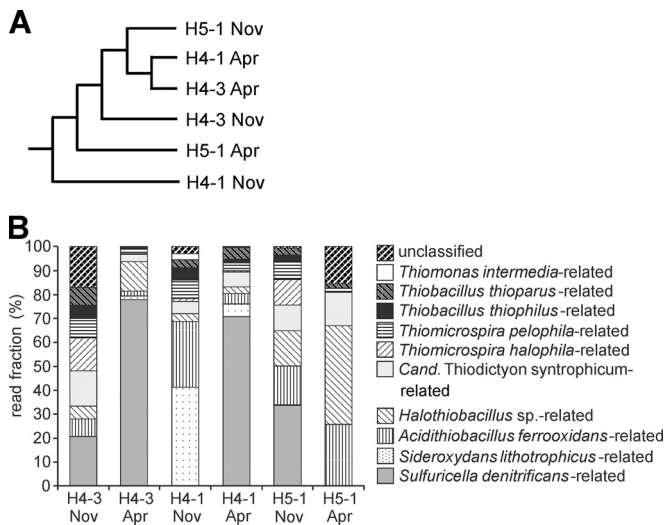 A
H5-1 Nov
H4-1 Apr
H4-3 Apr
H4-3 Nov
H5-1 Apr
H4-1 Nov
B
read fraction (%)
100
90
80
70
60
50
40
30
20
10
0
H4-3 Nov
H4-3 Apr
H4-1 Nov
H4-1 Apr
H5-1 Nov
H5-1 Apr
unclassified
Thiomonas intermedia-related
Thiobacillus thioparus-related
Thiobacillus thiophilus-related
Thiomicrospira pelophila-related
Thiomicrospira halophila-related
Cand. Thiodictyon syntrophicum-
related
Halothiobacillus sp.-related
Acidithiobacillus ferrooxidans-related
Sideroxydans lithotrophicus-related
Sulfuricella denitrificans-related